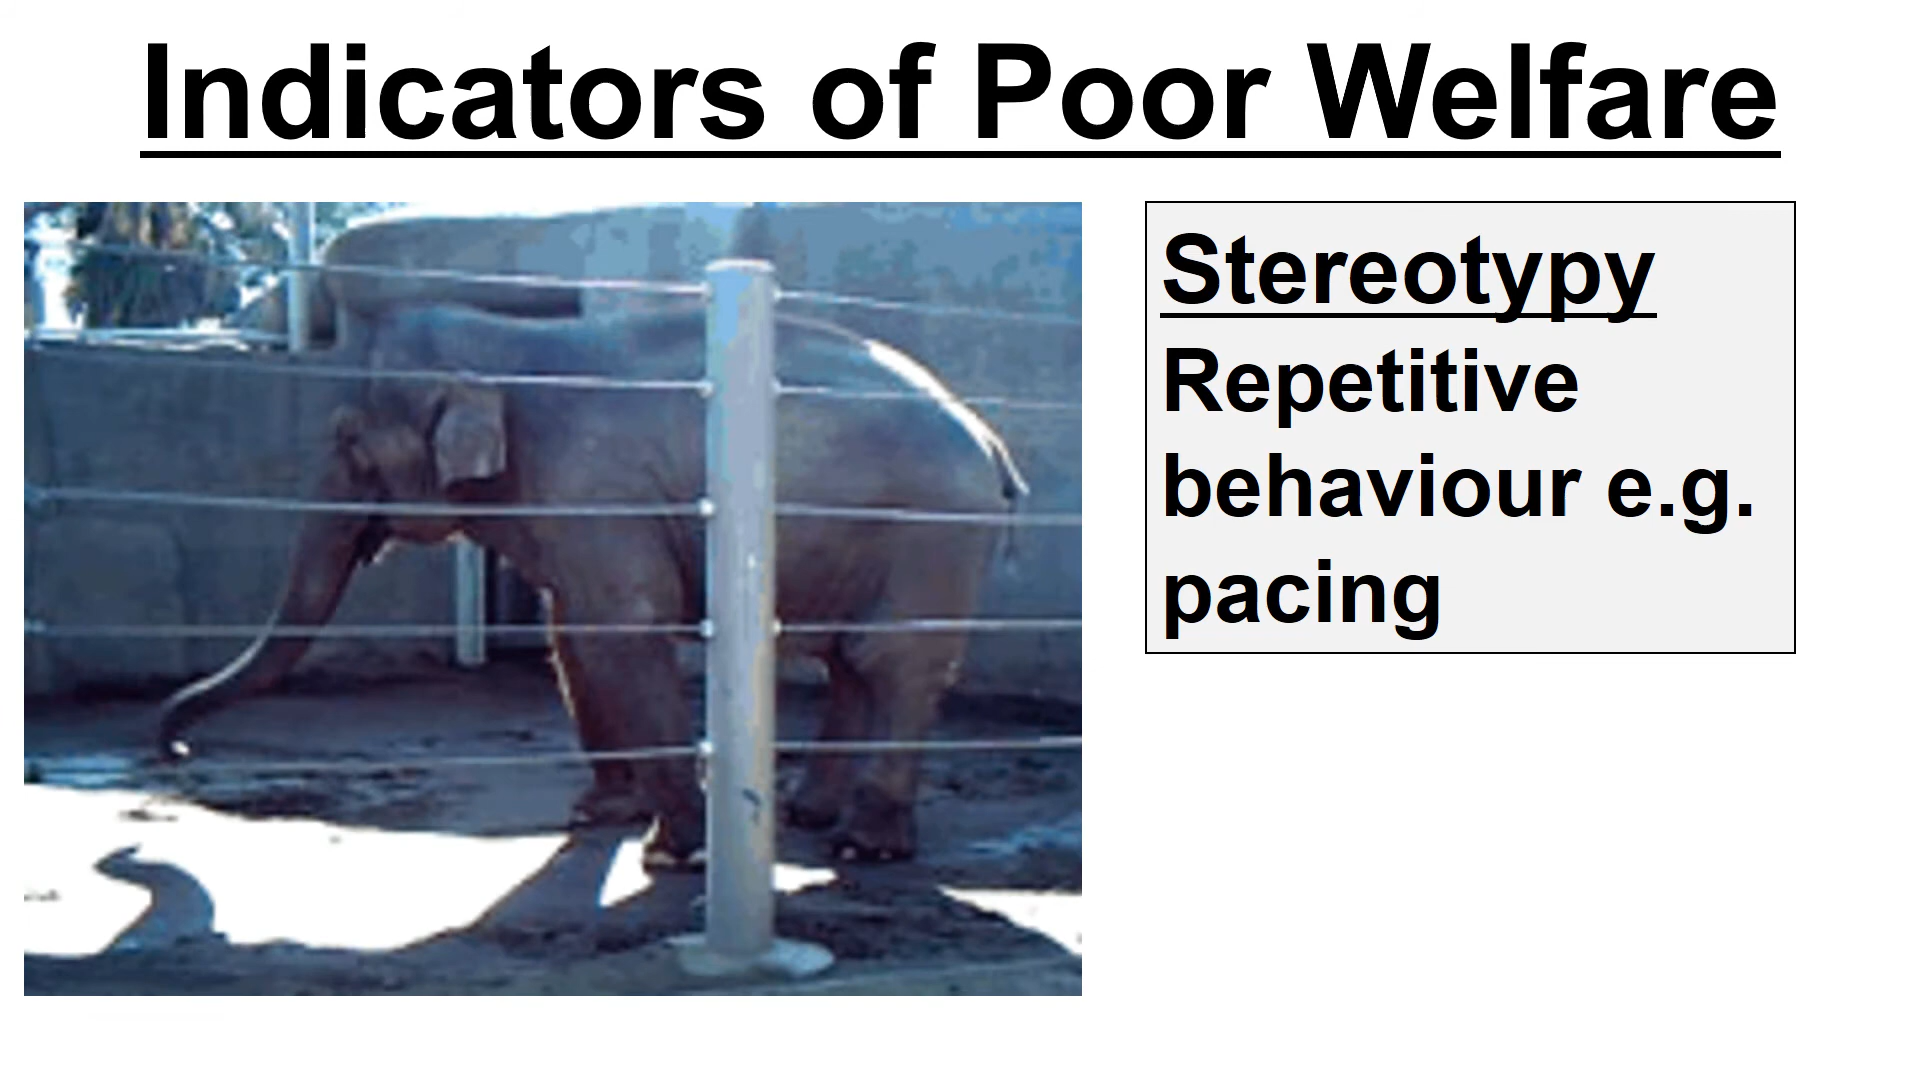 Indicators of Poor Welfare
Stereotypy
Repetitive
behaviour e.g.
pacing